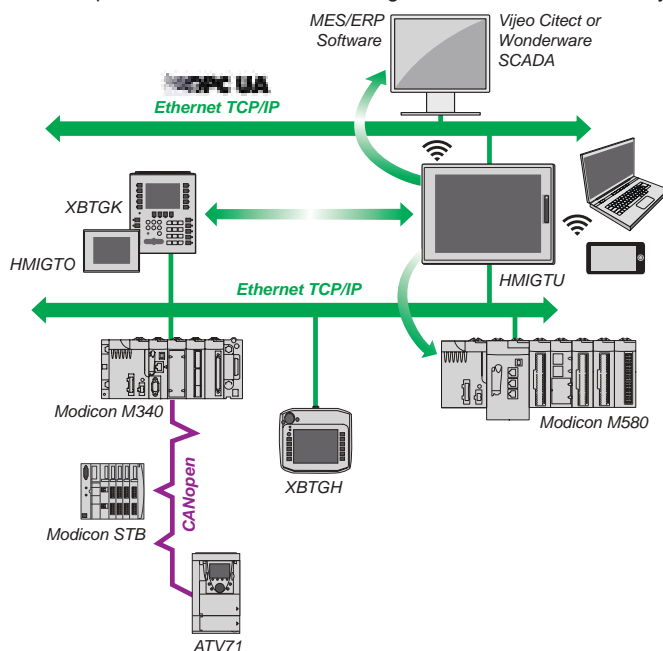 MES/ERP
Software
Vijeo Citect or
Wonderware
SCADA
OPC UA
Ethernet TCP/IP
XBTGK
HMIGTO
HMIGTU
Ethernet TCP/IP
Modicon M340
Modicon M580
XBTGH
CANopen
Modicon STB
ATV71